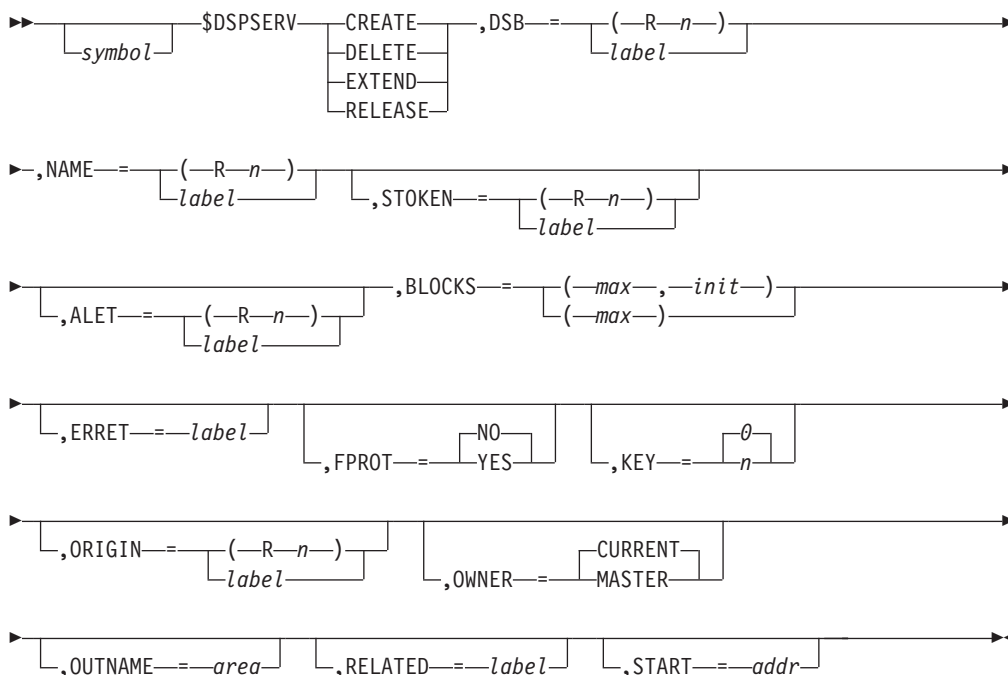 $DSPSERV CREATE ,DSB = ( R n )
symbol DELETE label
EXTEND
RELEASE
,NAME = ( R n )
label ,STOKEN = ( R n )
label
,BLOCKS = ( max , init )
,ALET = ( R n ) ( max )
label
,ERRET = label NO 0
,FPROT = YES ,KEY = n
,ORIGIN = ( R n ) CURRENT
label ,OWNER = MASTER
,OUTNAME = area ,RELATED = label ,START = addr